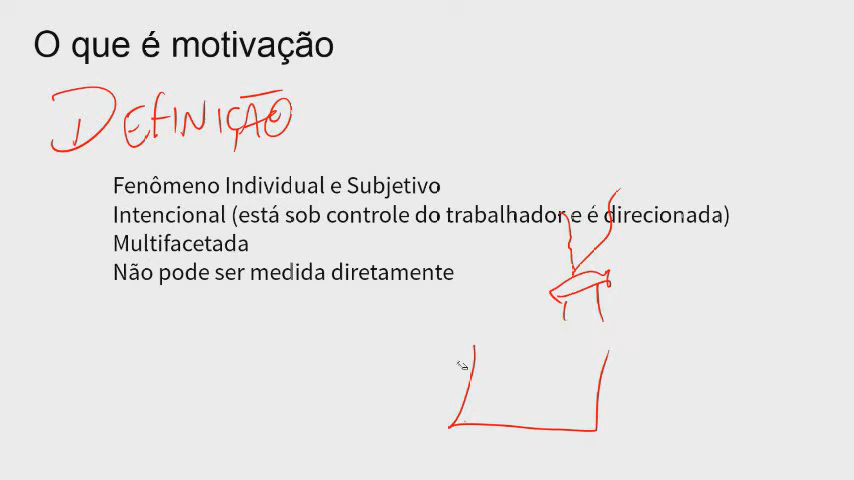 O que é motivação
DEFINIÇÃO
Fenômeno Individual e Subjetivo
Intencional (está sob controle do trabalhador e é direcionada)
Multifacetada
Não pode ser medida diretamente